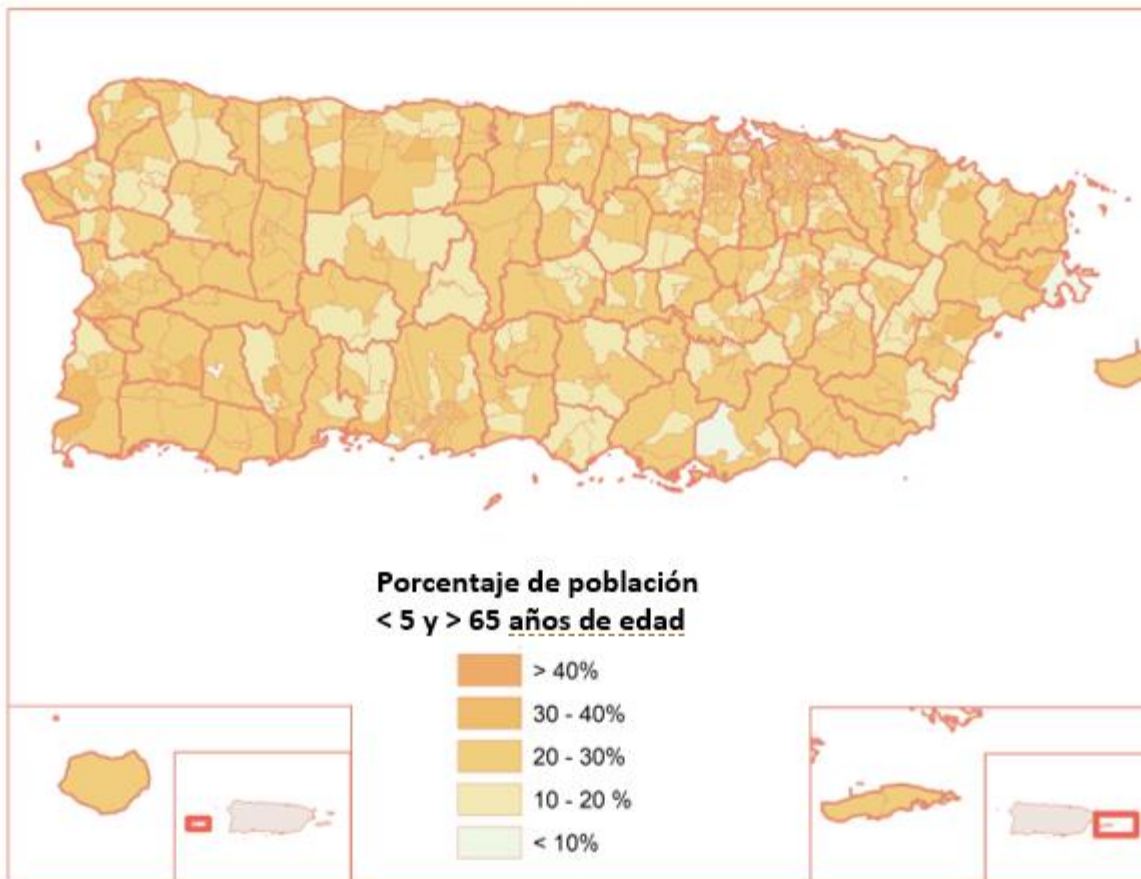 Porcentaje de población
< 5 y > 65 años de edad
> 40%
30 - 40%
20 - 30%
10 - 20 %
< 10%